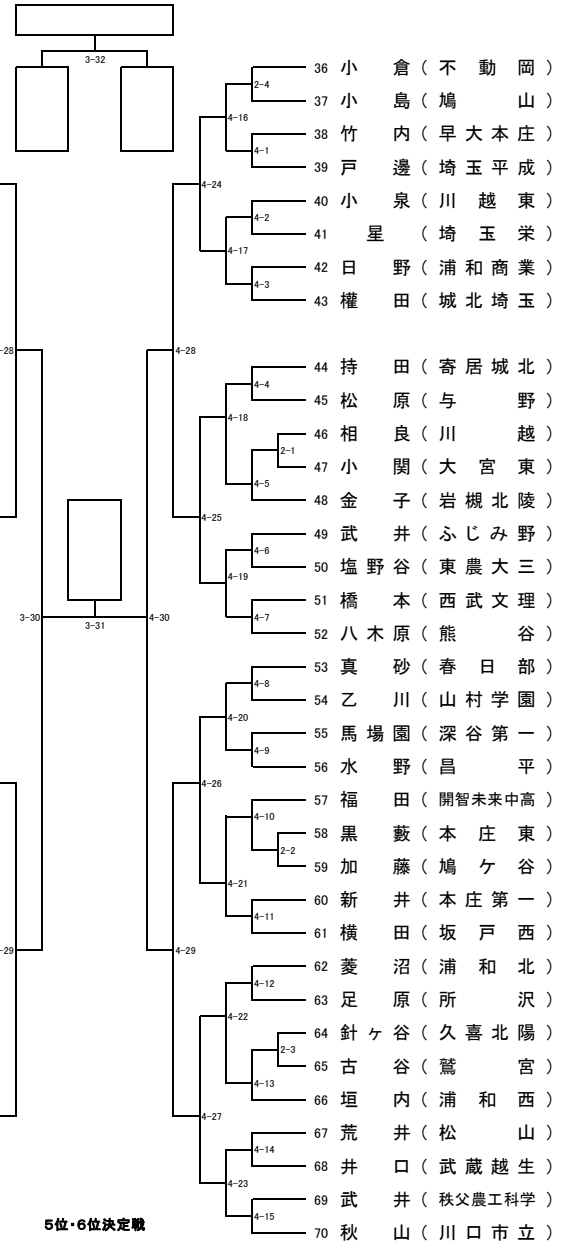 3-32
36 小倉（不動岡）
2-4
37 小島（鳩山）
4-16
38 竹内（早大本庄）
4-1
39 戸邊（埼玉平成）
4-24
40 小泉（川越東）
4-2
41 星（埼玉栄）
4-17
42 日野（浦和商業）
4-3
43 權田（城北埼玉）
-28
4-28
44 持田（寄居城北）
4-4
45 松原（与野）
4-18
46 相良（川越）
2-1
47 小関（大宮東）
4-5
48 金子（岩槻北陵）
4-25
49 武井（ふじみ野）
4-6
50 塩野谷（東農大三）
4-19
51 橋本（西武文理）
4-7
52 八木原（熊谷）
3-30
3-31
4-30
53 真砂（春日部）
4-8
54 乙川（山村学園）
4-20
55 馬場園（深谷第一）
4-9
56 水野（昌平）
4-26
57 福田（開智未来中高）
4-10
58 黒藪（本庄東）
2-2
59 加藤（鳩ケ谷）
4-21
60 新井（本庄第一）
4-11
61 横田（坂戸西）
-29
4-29
62 菱沼（浦和北）
4-12
63 足原（所沢）
4-22
64 針ヶ谷（久喜北陽）
2-3
65 古谷（鷲宮）
4-13
66 垣内（浦和西）
4-27
67 荒井（松山）
4-14
68 井口（武蔵越生）
4-23
69 武井（秩父農工科学）
4-15
70 秋山（川口市立）
5位・6位決定戦